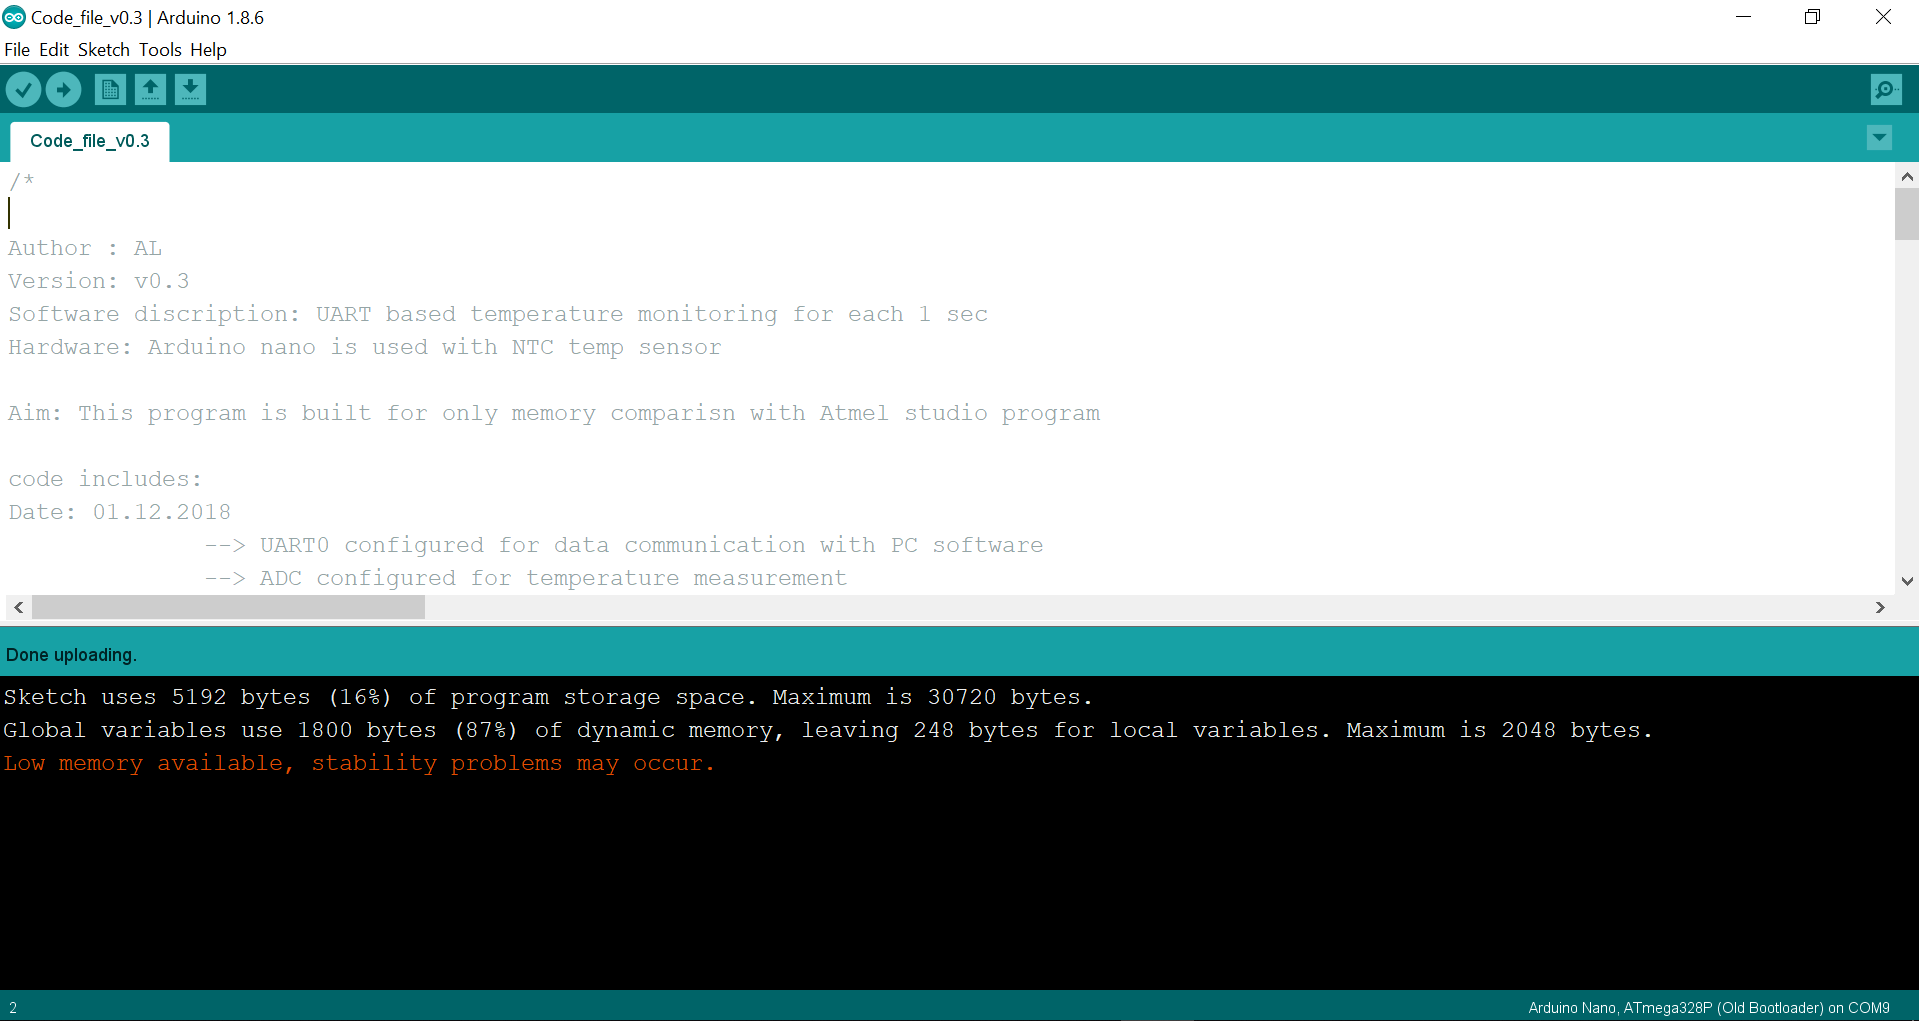 Code_file_v0.3 | Arduino 1.8.6
File Edit Sketch Tools Help
Code_file_v0.3
/*
Author : AL
Version: v0.3
Software discription: UART based temperature monitoring for each 1 sec
Hardware: Arduino nano is used with NTC temp sensor
Aim: This program is built for only memory comparisn with Atmel studio program
code includes:
Date: 01.12.2018
--> UART0 configured for data communication with PC software
--> ADC configured for temperature measurement
Done uploading.
Sketch uses 5192 bytes (16%) of program storage space. Maximum is 30720 bytes.
Global variables use 1800 bytes (87%) of dynamic memory, leaving 248 bytes for local variables. Maximum is 2048 bytes.
Low memory available, stability problems may occur.
2
Arduino Nano, ATmega328P (Old Bootloader) on COM9